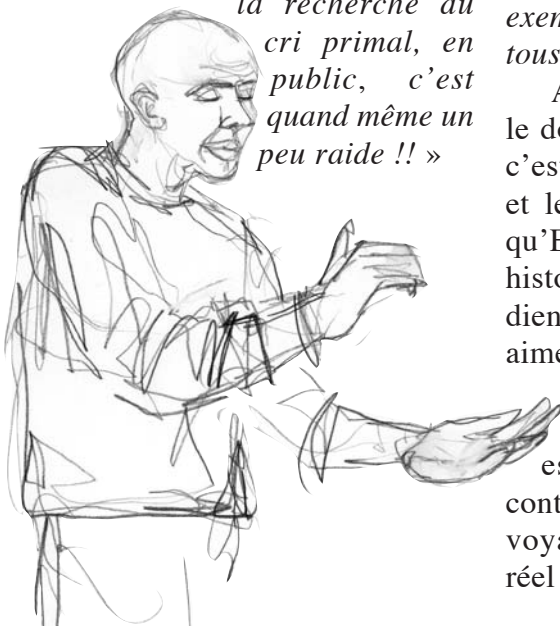 la recherche du
cri primal, en
public, c’est
quand même un
peu raide !! »
exem
tous
A
le do
c’est
et le
qu’E
histo
dien
aime
es
cont
voya
réel